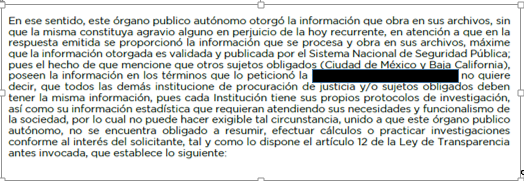 En ese sentido, este órgano publico autónomo otorgó la información que obra en sus archivos, sin
que la misma constituya agravio alguno en perjuicio de la hoy recurrente, en atención a que en la
respuesta emitida se proporcionó la información que se procesa y obra en sus archivos, máxime
que la información otorgada es validada y publicada por el Sistema Nacional de Seguridad Pública;
pues el hecho de que mencione que otros sujetos obligados (Ciudad de México y Baja California),
poseen la información en los términos que lo peticionó la no quiere
decir, que todos las demás institucione de procuración de justicia y/o sujetos obligados deben
tener la misma información, pues cada Institución tiene sus propios protocolos de investigación,
así como su información estadística que requieran atendiendo sus necesidades y funcionalismo de
la sociedad, por lo cual no puede hacer exigible tal circunstancia, unido a que este órgano publico
autónomo, no se encuentra obligado a resumir, efectuar cálculos o practicar investigaciones
conforme al interés del solicitante, tal y como lo dispone el artículo 12 de la Ley de Transparencia
antes invocada, que establece lo siguiente: